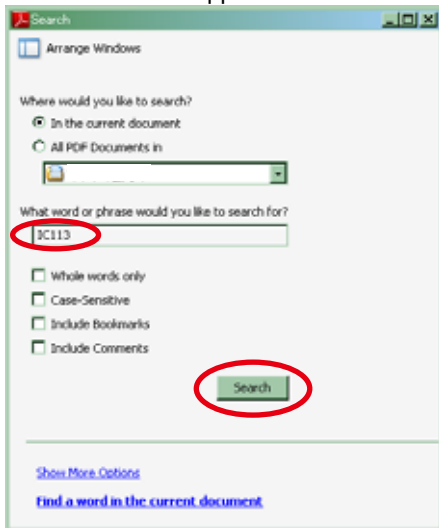 Search
Arrange Windows
Where would you like to search?
In the current document
All PDF Documents in
What word or phrase would you like to search for?
IC113
Whole words only
Case-Sensitive
Include Bookmarks
Include Comments
Search
Show More Options
Find a word in the current document